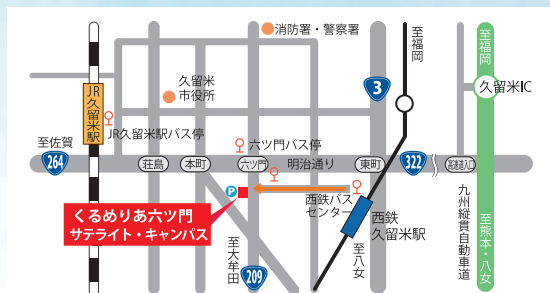 消防署・警察署
至福岡
至福岡
久留米
市役所
3
久留米IC
JR久留米駅
JR久留米駅バス停
六ツ門バス停
至佐賀
264
荘島
本町
六ツ門
明治通り
東町
322
高速道入口
P
西鉄バス
センター
くるめりあ六ツ門
サテライト・キャンパス
西鉄
久留米駅
九州縦貫自動車道
至熊本・八女
至大牟田
209
至八女